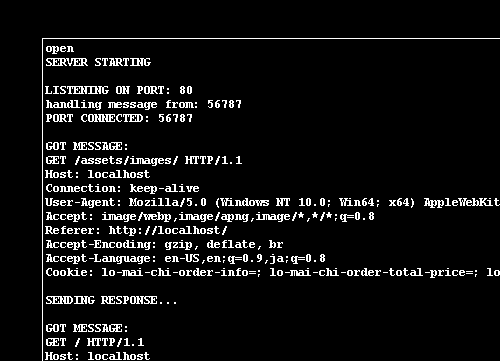 open
SERVER STARTING
LISTENING ON PORT: 80
handling message from: 56787
PORT CONNECTED: 56787
GOT MESSAGE:
GET /assets/images/ HTTP/1.1
Host: localhost
Connection: keep-alive
User-Agent: Mozilla/5.0 (Windows NT 10.0; Win64; x64) AppleWebKit
Accept: image/webp,image/apng,image/*,*/*;q=0.8
Referer: http://localhost/
Accept-Encoding: gzip, deflate, br
Accept-Language: en-US,en;q=0.9,ja;q=0.8
Cookie: lo-mai-chi-order-info=; lo-mai-chi-order-total-price=; lo
SENDING RESPONSE...
GOT MESSAGE:
GET / HTTP/1.1
Host: localhost